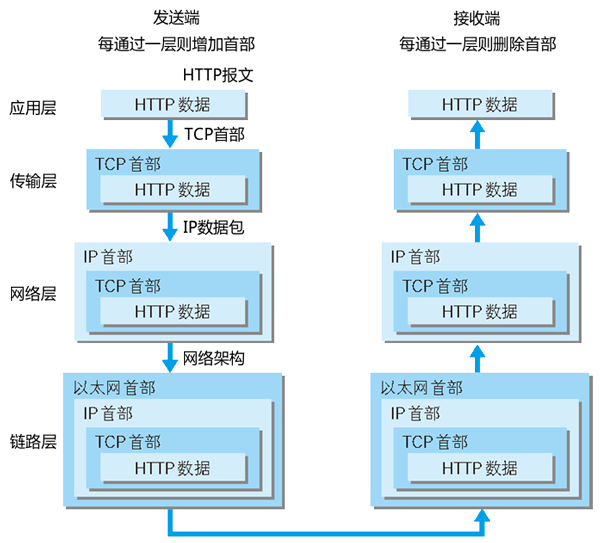 发送端
每通过一层则增加首部
接收端
每通过一层则删除首部
HTTP报文
应用层
HTTP 数据
HTTP 数据
TCP首部
传输层
TCP 首部
HTTP 数据
TCP 首部
HTTP 数据
IP数据包
网络层
IP 首部
TCP 首部
HTTP 数据
IP 首部
TCP 首部
HTTP 数据
网络架构
链路层
以太网首部
IP 首部
TCP 首部
HTTP 数据
以太网首部
IP 首部
TCP 首部
HTTP 数据